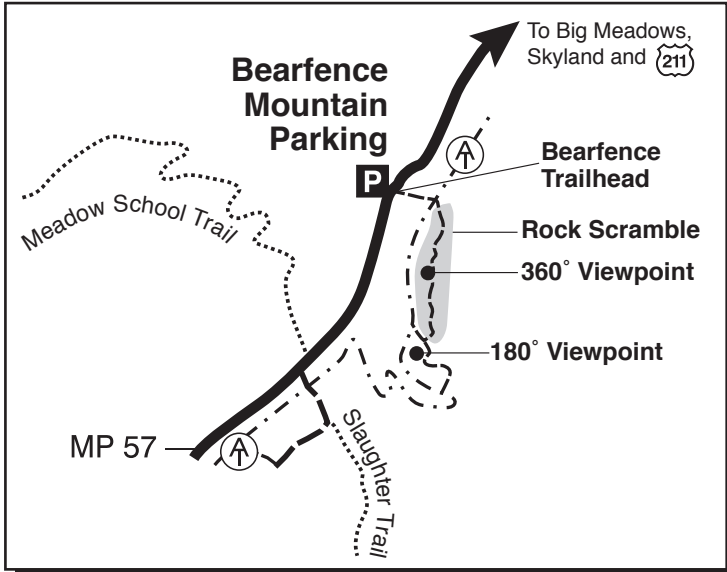 To Big Meadows,
Skyland and 211
Bearfence
Mountain
Parking
P
Bearfence
Trailhead
Meadow School Trail
Rock Scramble
360° Viewpoint
180° Viewpoint
MP 57
Slaughter Trail